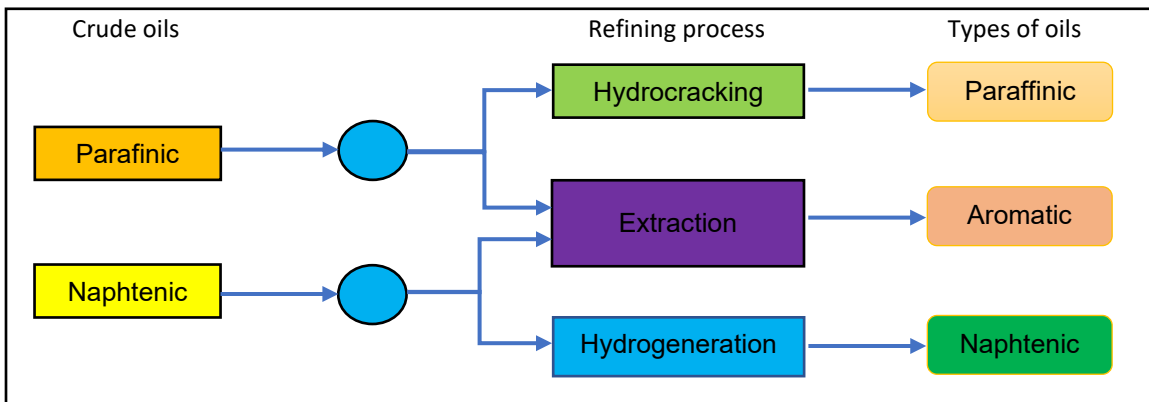 Crude oils
Refining process
Types of oils
Hydrocracking
Paraffinic
Parafinic
Extraction
Aromatic
Naphtenic
Hydrogeneration
Naphtenic